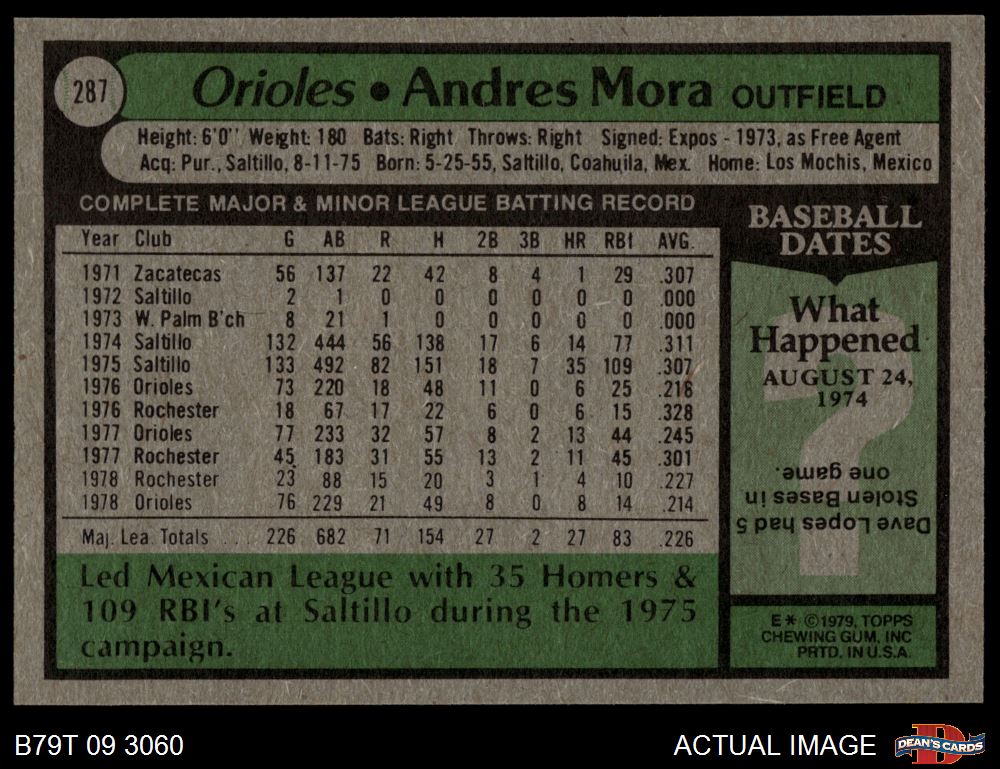 287
Orioles • Andres Mora OUTFIELD
Height: 6'0'' Weight: 180 Bats: Right Throws: Right Signed: Expos - 1973, as Free Agent
Acq: Pur., Saltillo, 8-11-75 Born: 5-25-55, Saltillo, Coahuila, Mex. Home: Los Mochis, Mexico
COMPLETE MAJOR & MINOR LEAGUE BATTING RECORD
Year Club G AB R H 2B 3B HR RBI AVG.
1971 Zacatecas 56 137 22 42 8 4 1 29 .307
1972 Saltillo 2 1 0 0 0 0 0 0 .000
1973 W. Palm B'ch 8 21 1 0 0 0 0 0 .000
1974 Saltillo 132 444 56 138 17 6 14 77 .311
1975 Saltillo 133 492 82 151 18 7 35 109 .307
1976 Orioles 73 220 18 48 11 0 6 25 .218
1976 Rochester 18 67 17 22 6 0 6 15 .328
1977 Orioles 77 233 32 57 8 2 13 44 .245
1977 Rochester 45 183 31 55 13 2 11 45 .301
1978 Rochester 23 88 15 20 3 1 4 10 .227
1978 Orioles 76 229 21 49 8 0 8 14 .214
Maj. Lea. Totals . . . 226 682 71 154 27 2 27 83 .226
Led Mexican League with 35 Homers &
109 RBI's at Saltillo during the 1975
campaign.
BASEBALL
DATES
What
Happened
AUGUST 24,
1974
?
Dave Lopes had 5
Stolen Bases in
one game.
E* ©1979, TOPPS
CHEWING GUM, INC
PRTD. IN U.S.A.
B79T 09 3060
ACTUAL IMAGE
D
DEAN'S CARDS